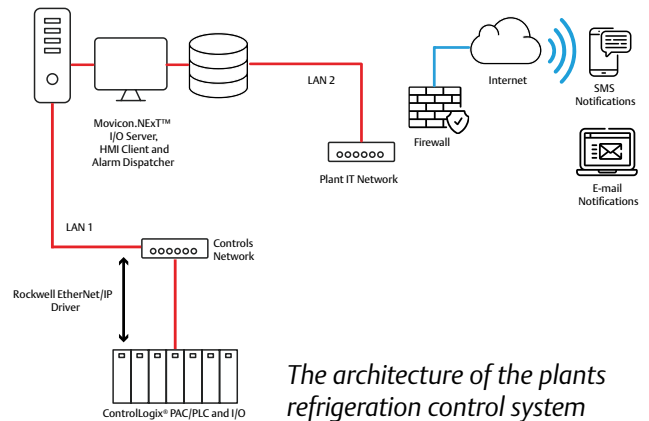 LAN 2
Internet
SMS
Notifications
Movicon.NExT™
I/O Server,
HMI Client and
Alarm Dispatcher
Firewall
Plant IT Network
E-mail
Notifications
LAN 1
Controls
Network
Rockwell EtherNet/IP
Driver
ControlLogix® PAC/PLC and I/O
The architecture of the plants
refrigeration control system